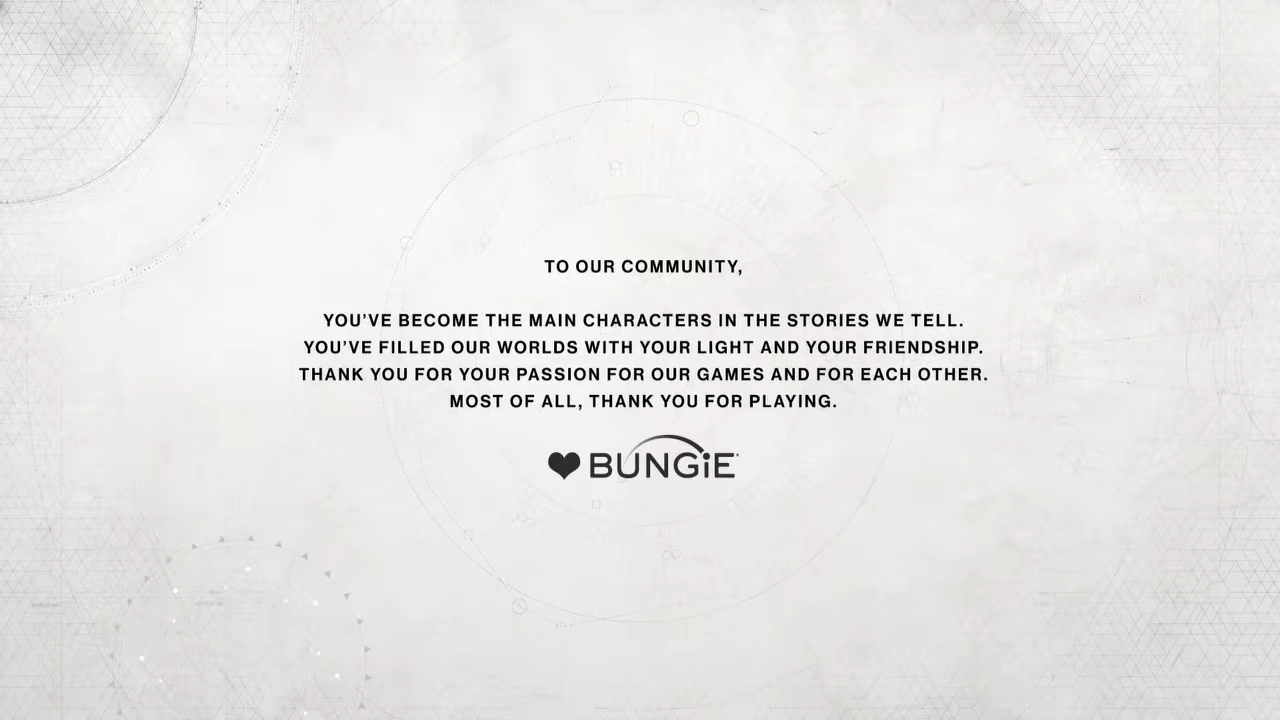 TO OUR COMMUNITY,
YOU'VE BECOME THE MAIN CHARACTERS IN THE STORIES WE TELL.
YOU'VE FILLED OUR WORLDS WITH YOUR LIGHT AND YOUR FRIENDSHIP.
THANK YOU FOR YOUR PASSION FOR OUR GAMES AND FOR EACH OTHER.
MOST OF ALL, THANK YOU FOR PLAYING.
BUNGiE